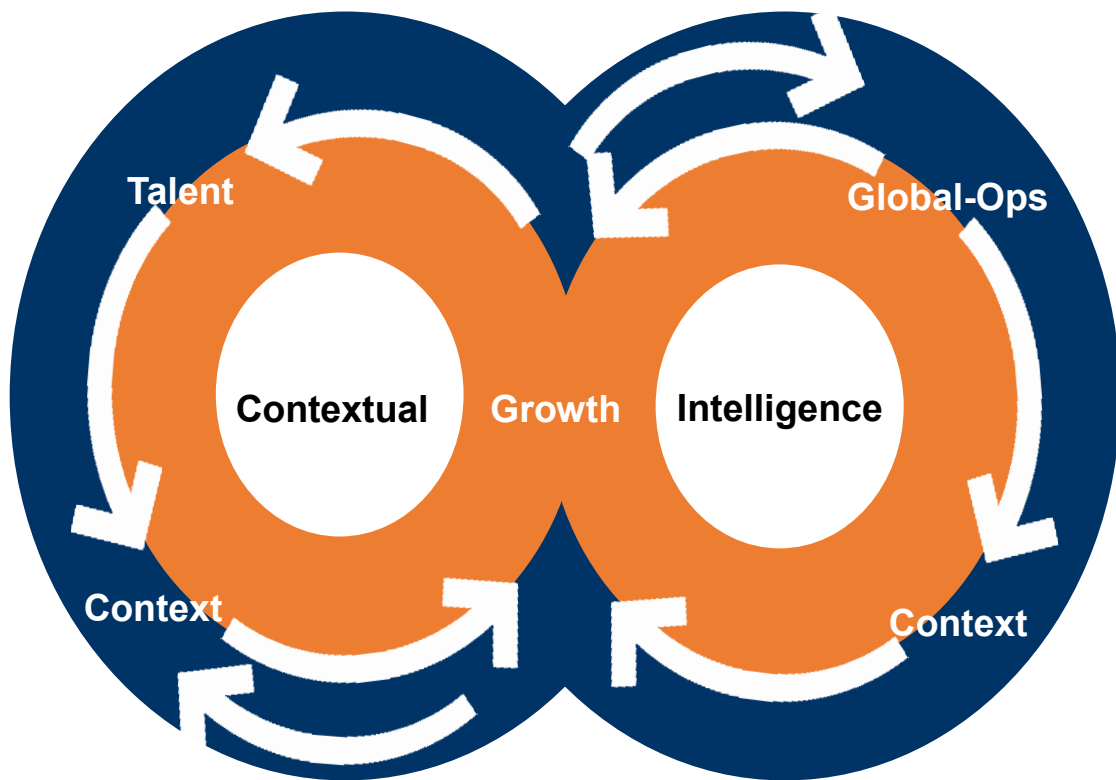 Talent
Global-Ops
Contextual
Growth
Intelligence
Context
Context